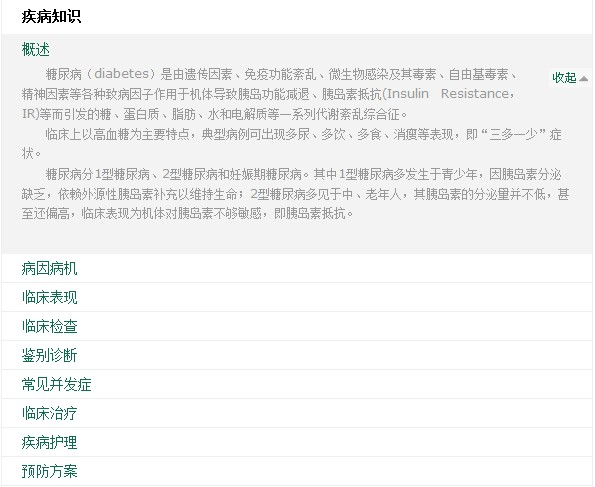 疾病知识
概述
糖尿病（diabetes）是由遗传因素、免疫功能紊乱、微生物感染及其毒素、自由基毒素、
收起
精神因素等各种致病因子作用于机体导致胰岛功能减退、胰岛素抵抗(Insulin Resistance，
IR)等而引发的糖、蛋白质、脂肪、水和电解质等一系列代谢紊乱综合征。
临床上以高血糖为主要特点，典型病例可出现多尿、多饮、多食、消瘦等表现，即“三多一少”症
状。
糖尿病分1型糖尿病、2型糖尿病和妊娠期糖尿病。其中1型糖尿病多发生于青少年，因胰岛素分泌
缺乏，依赖外源性胰岛素补充以维持生命；2型糖尿病多见于中、老年人，其胰岛素的分泌量并不低，甚
至还偏高，临床表现为机体对胰岛素不够敏感，即胰岛素抵抗。
病因病机
临床表现
临床检查
鉴别诊断
常见并发症
临床治疗
疾病护理
预防方案